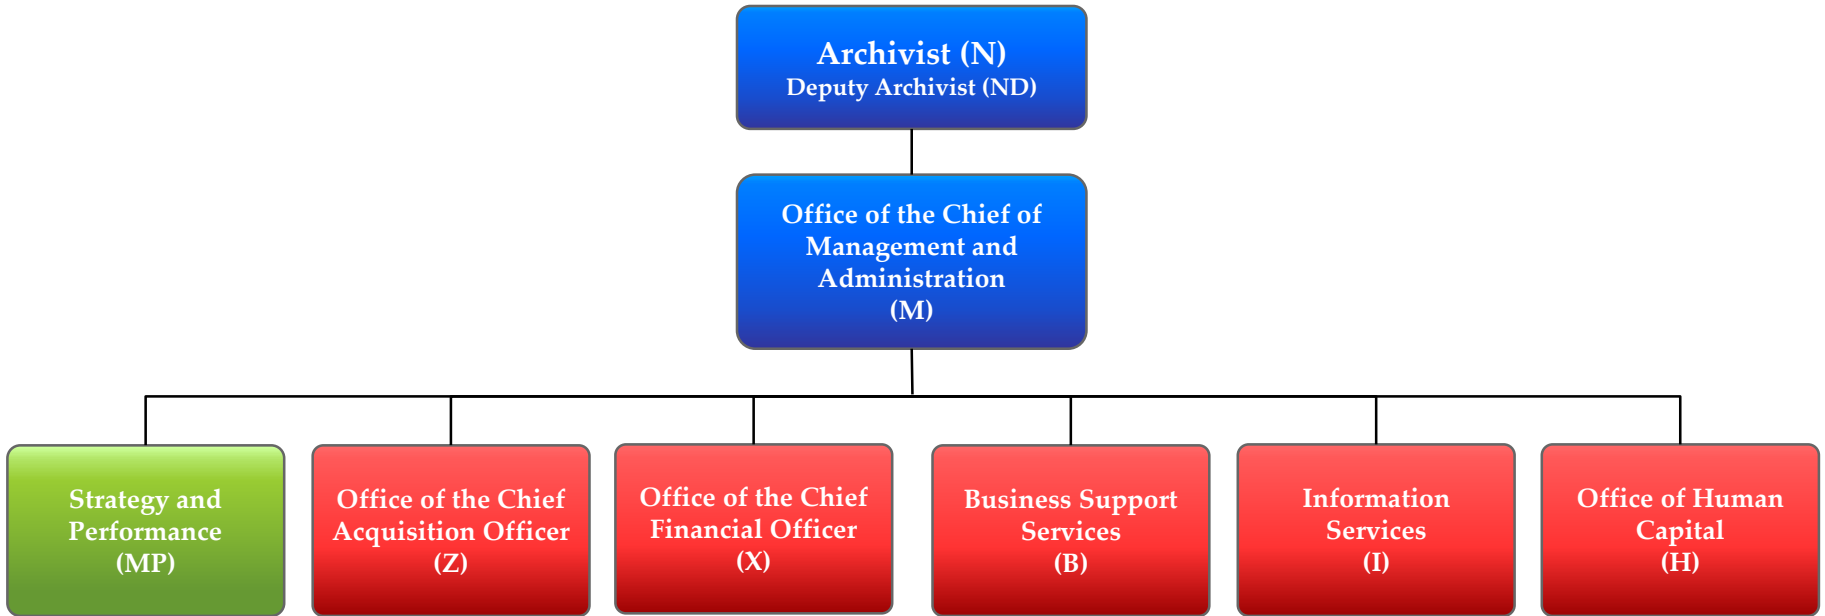 Archivist (N)
Deputy Archivist (ND)
Office of the Chief of
Management and
Administration
(M)
Strategy and
Performance
(MP)
Office of the Chief
Acquisition Officer
(Z)
Office of the Chief
Financial Officer
(X)
Business Support
Services
(B)
Information
Services
(I)
Office of Human
Capital
(H)